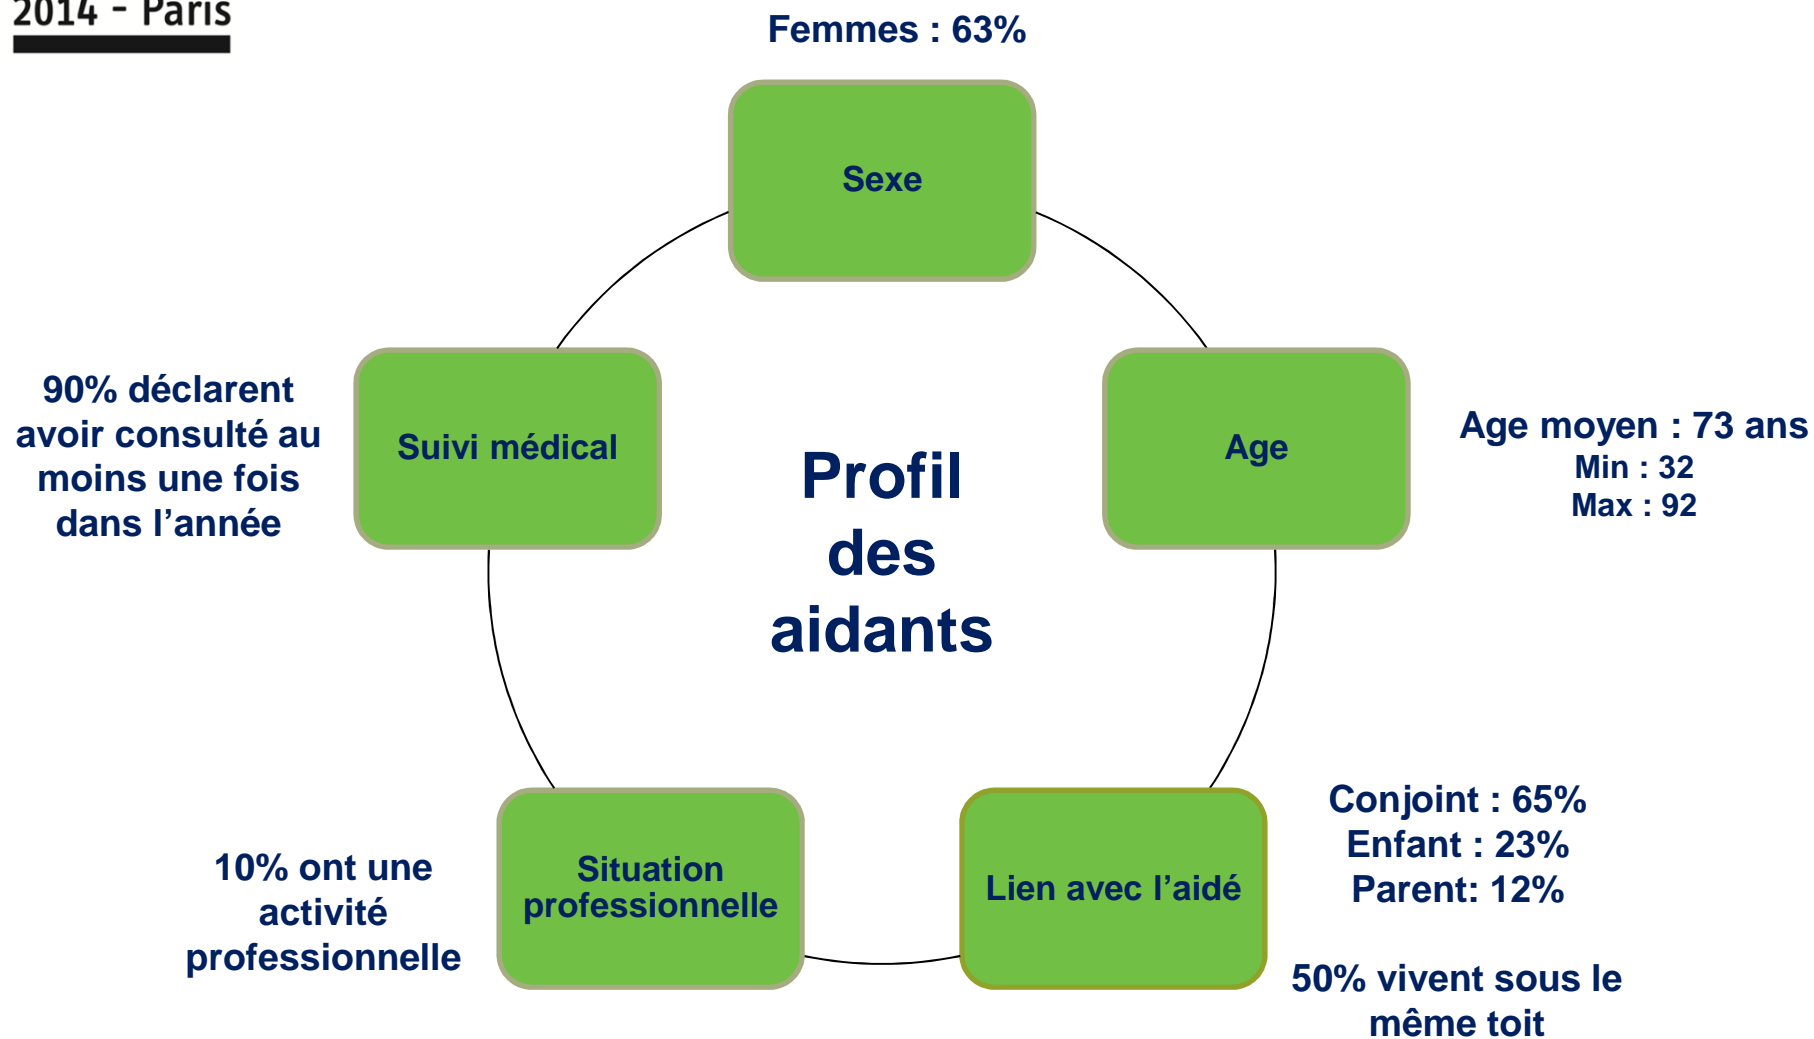 2014 - Paris
Femmes : 63%
Sexe
Age
Age moyen : 73 ans
Min : 32
Max : 92
Lien avec l’aidé
Conjoint : 65%
Enfant : 23%
Parent: 12%
50% vivent sous le
même toit
Situation
professionnelle
10% ont une
activité
professionnelle
Suivi médical
90% déclarent
avoir consulté au
moins une fois
dans l’année
Profil
des
aidants